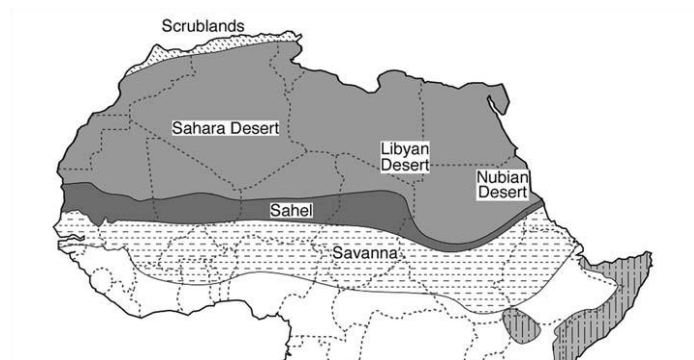 Scrublands
Sahara Desert
Libyan
Desert
Nubian
Desert
Sahel
Savanna